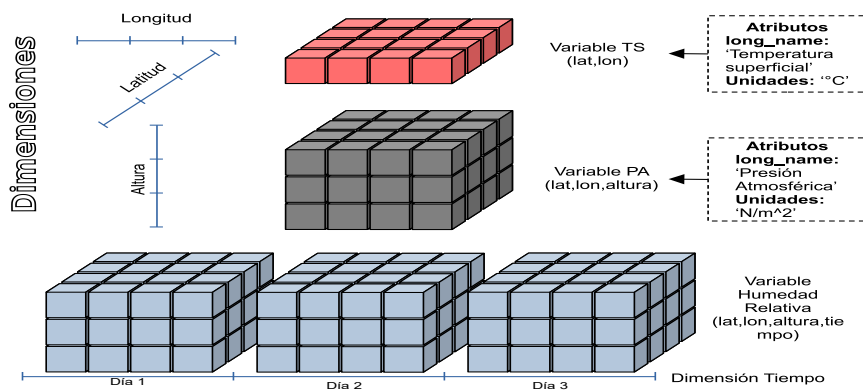 Dimensiones
Longitud
Latitud
Altura
Variable TS
(lat,lon)
Atributos
long_name:
‘Temperatura
superficial’
Unidades: ‘°C’
Variable PA
(lat,lon,altura)
Atributos
long_name:
‘Presión
Atmosférica’
Unidades:
‘N/m^2’
Variable
Humedad
Relativa
(lat,lon,altura,tie
mpo)
Día 1
Día 2
Día 3
Dimensión Tiempo